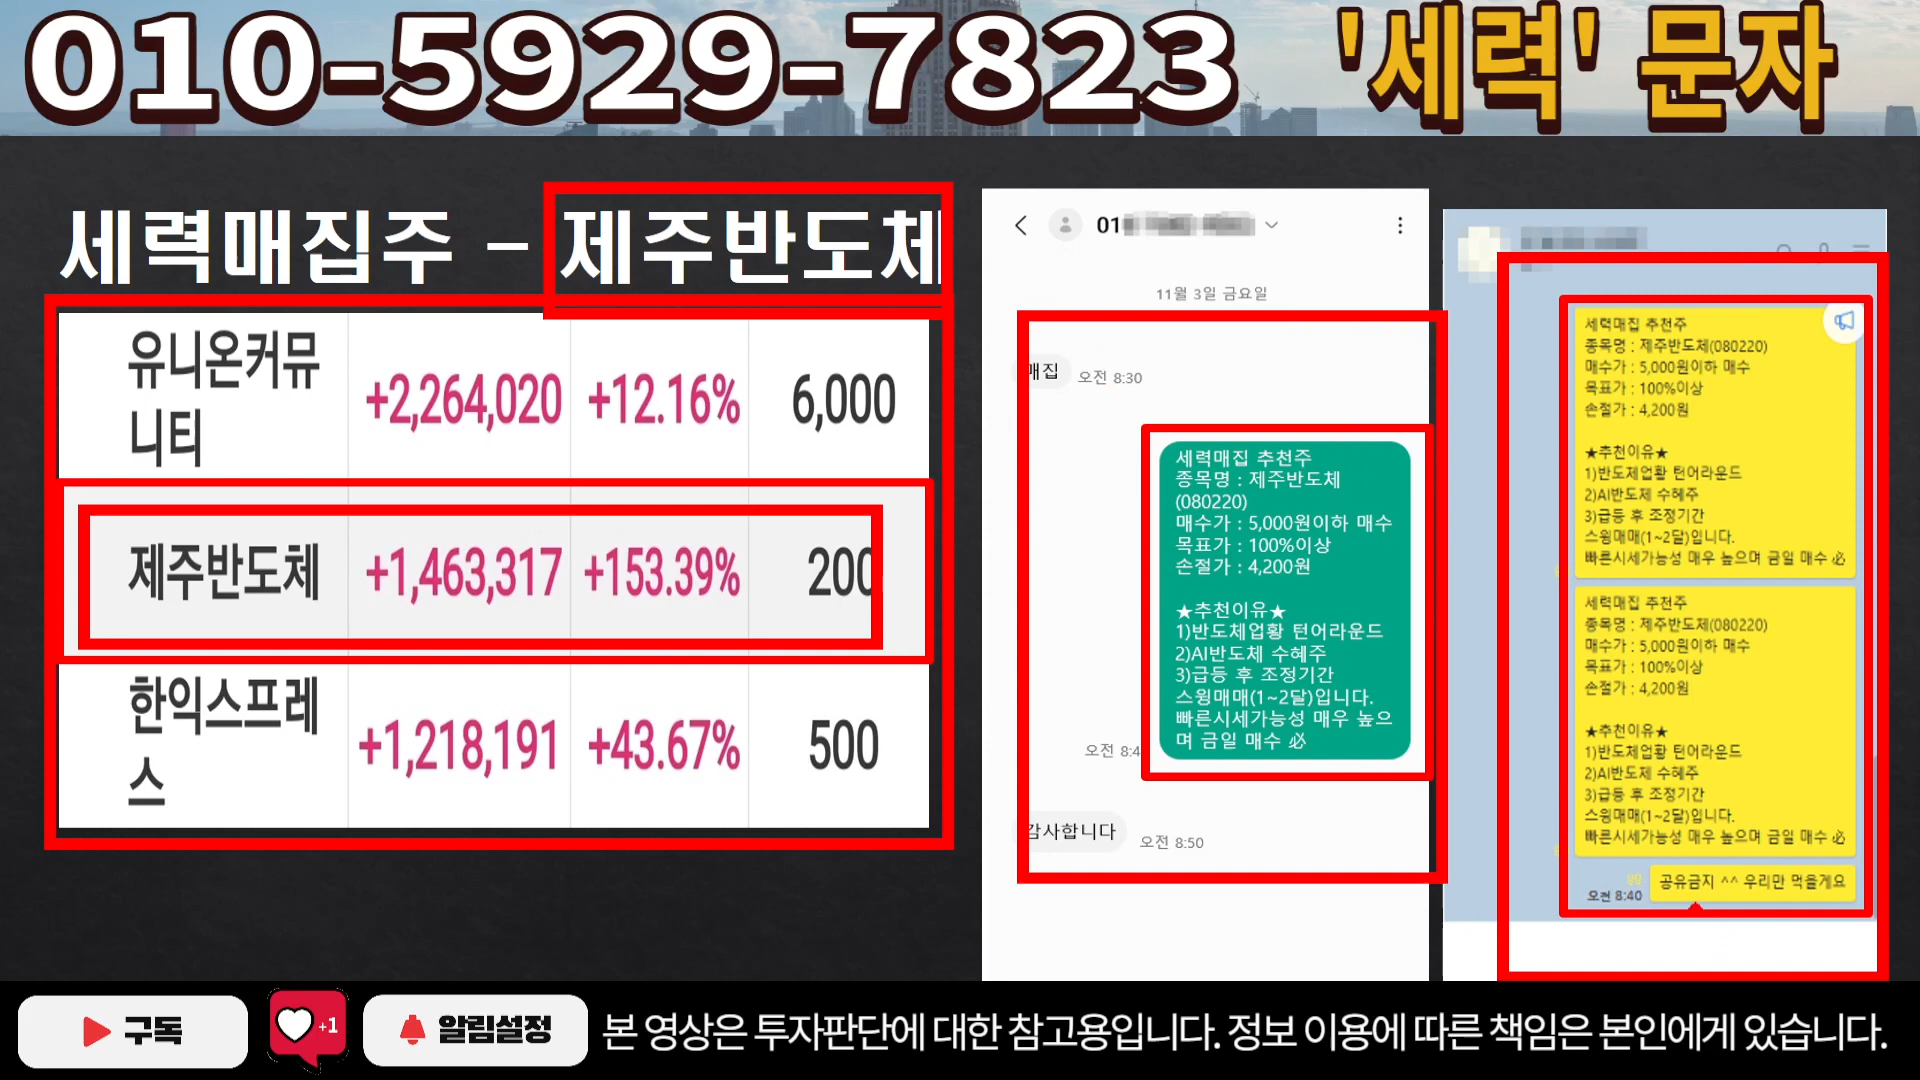 010-5929-7823 '세력' 문자
세력매집주 - 제주반도체
유니온커뮤
니티
+2,264,020 +12.16% 6,000
제주반도체 +1,463,317 +153.39% 200
한익스프레
스
+1,218,191 +43.67% 500
01
11월 3일 금요일
매집 오전 8:30
세력매집 추천주
종목명 : 제주반도체
(080220)
매수가 : 5,000원이하 매수
목표가 : 100%이상
손절가 : 4,200원
★추천이유★
1)반도체업황 턴어라운드
2)AI반도체 수혜주
3)급등 후 조정기간
스윙매매(1~2달)입니다.
빠른시세가능성 매우 높으
며 금일 매수 必
오전 8:4
감사합니다 오전 8:50
세력매집 추천주
종목명 : 제주반도체(080220)
매수가 : 5,000원이하 매수
목표가 : 100%이상
손절가 : 4,200원
★추천이유★
1)반도체업황 턴어라운드
2)AI반도체 수혜주
3)급등 후 조정기간
스윙매매(1~2달)입니다.
빠른시세가능성 매우 높으며 금일 매수 必
세력매집 추천주
종목명 : 제주반도체(080220)
매수가 : 5,000원이하 매수
목표가 : 100%이상
손절가 : 4,200원
★추천이유★
1)반도체업황 턴어라운드
2)AI반도체 수혜주
3)급등 후 조정기간
스윙매매(1~2달)입니다.
빠른시세가능성 매우 높으며 금일 매수 必
오전 8:40 공유금지 ^^ 우리만 먹을게요
구독 +1 알림설정 본 영상은 투자판단에 대한 참고용입니다. 정보 이용에 따른 책임은 본인에게 있습니다.